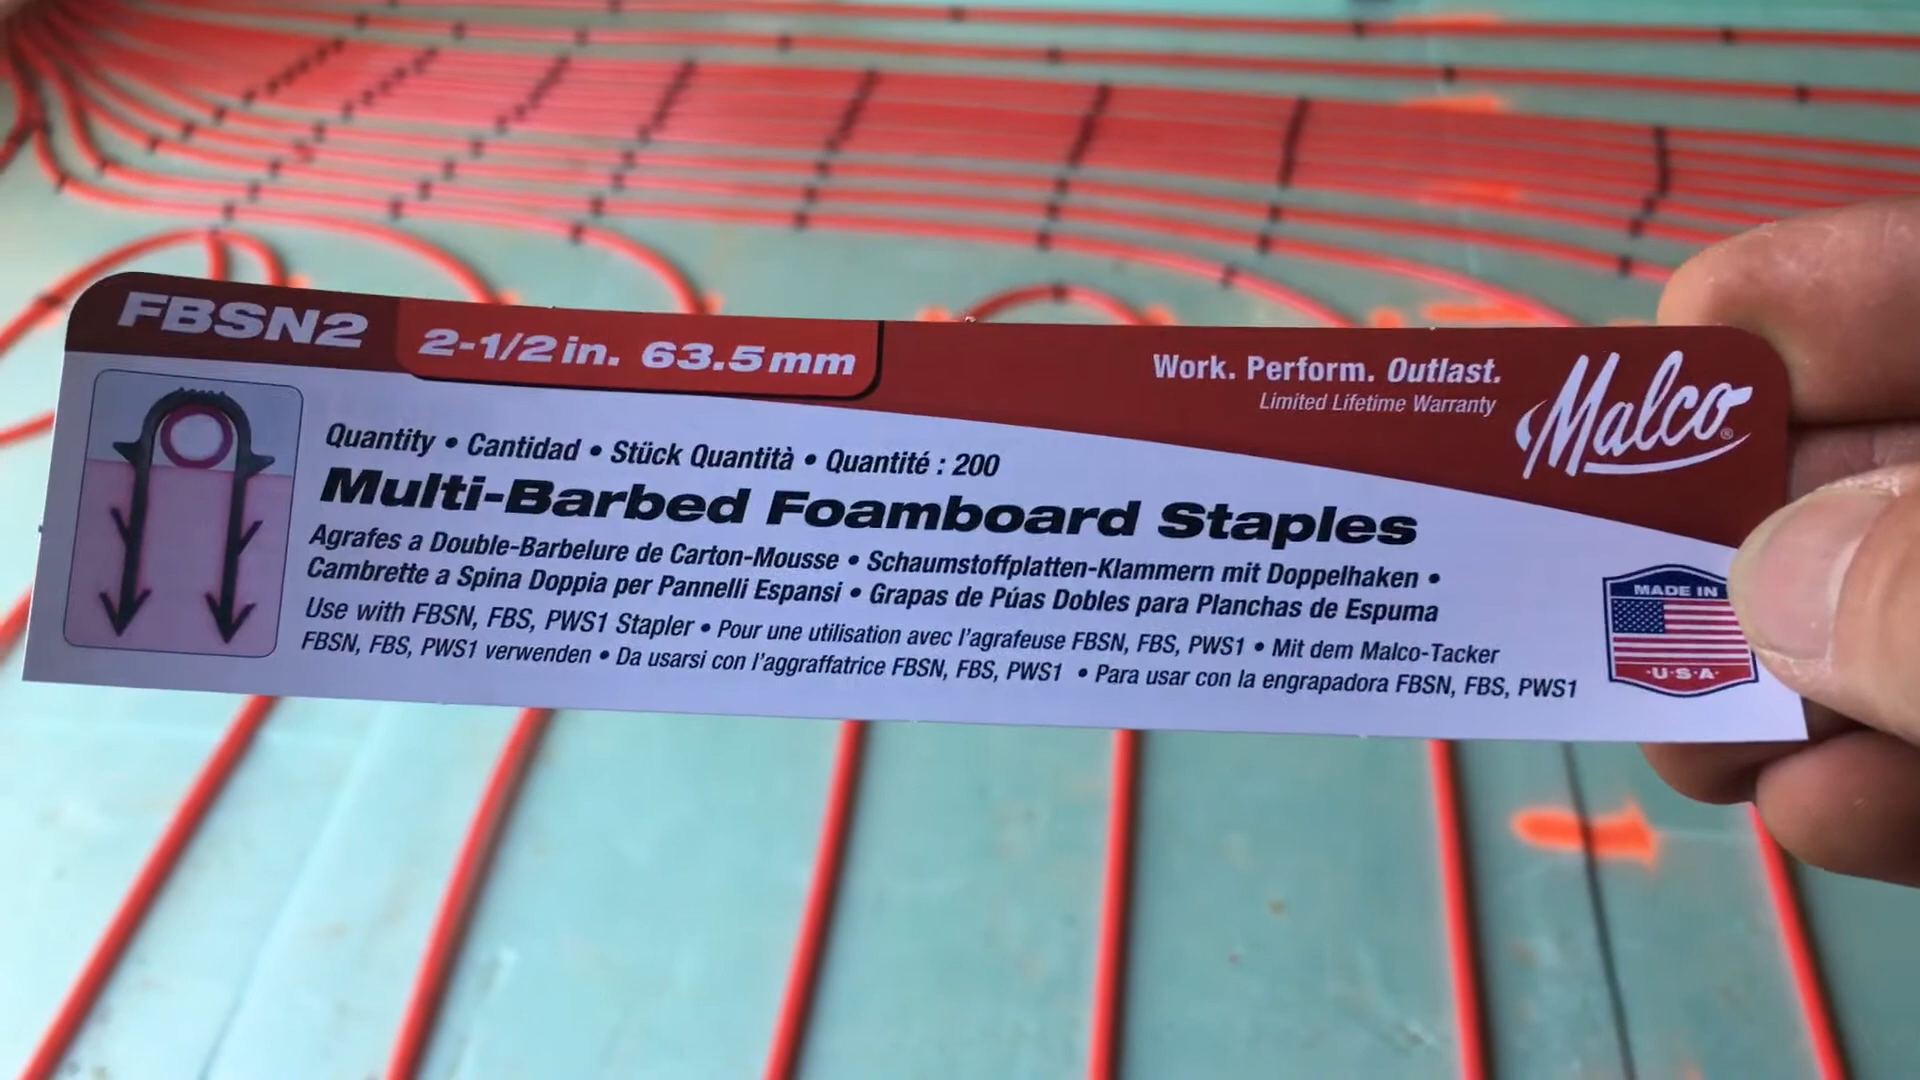 FBSN2
2-1/2 in. 63.5 mm
Work. Perform. Outlast.
Limited Lifetime Warranty
Malco®
Quantity • Cantidad • Stück Quantità • Quantité : 200
Multi-Barbed Foamboard Staples
Agrafes a Double-Barbelure de Carton-Mousse • Schaumstoffplatten-Klammern mit Doppelhaken •
Cambrette a Spina Doppia per Pannelli Espansi • Grapas de Púas Dobles para Planchas de Espuma
Use with FBSN, FBS, PWS1 Stapler • Pour une utilisation avec l'agrafeuse FBSN, FBS, PWS1 • Mit dem Malco-Tacker
FBSN, FBS, PWS1 verwenden • Da usarsi con l'aggraffatrice FBSN, FBS, PWS1 • Para usar con la engrapadora FBSN, FBS, PWS1
MADE IN
·U·S·A·